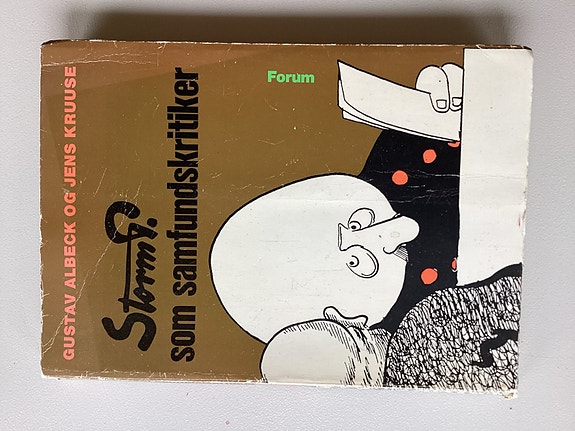 GUSTAV ALBECK OG JENS KRUUSE
Storm P.
som samfundskritiker
Forum